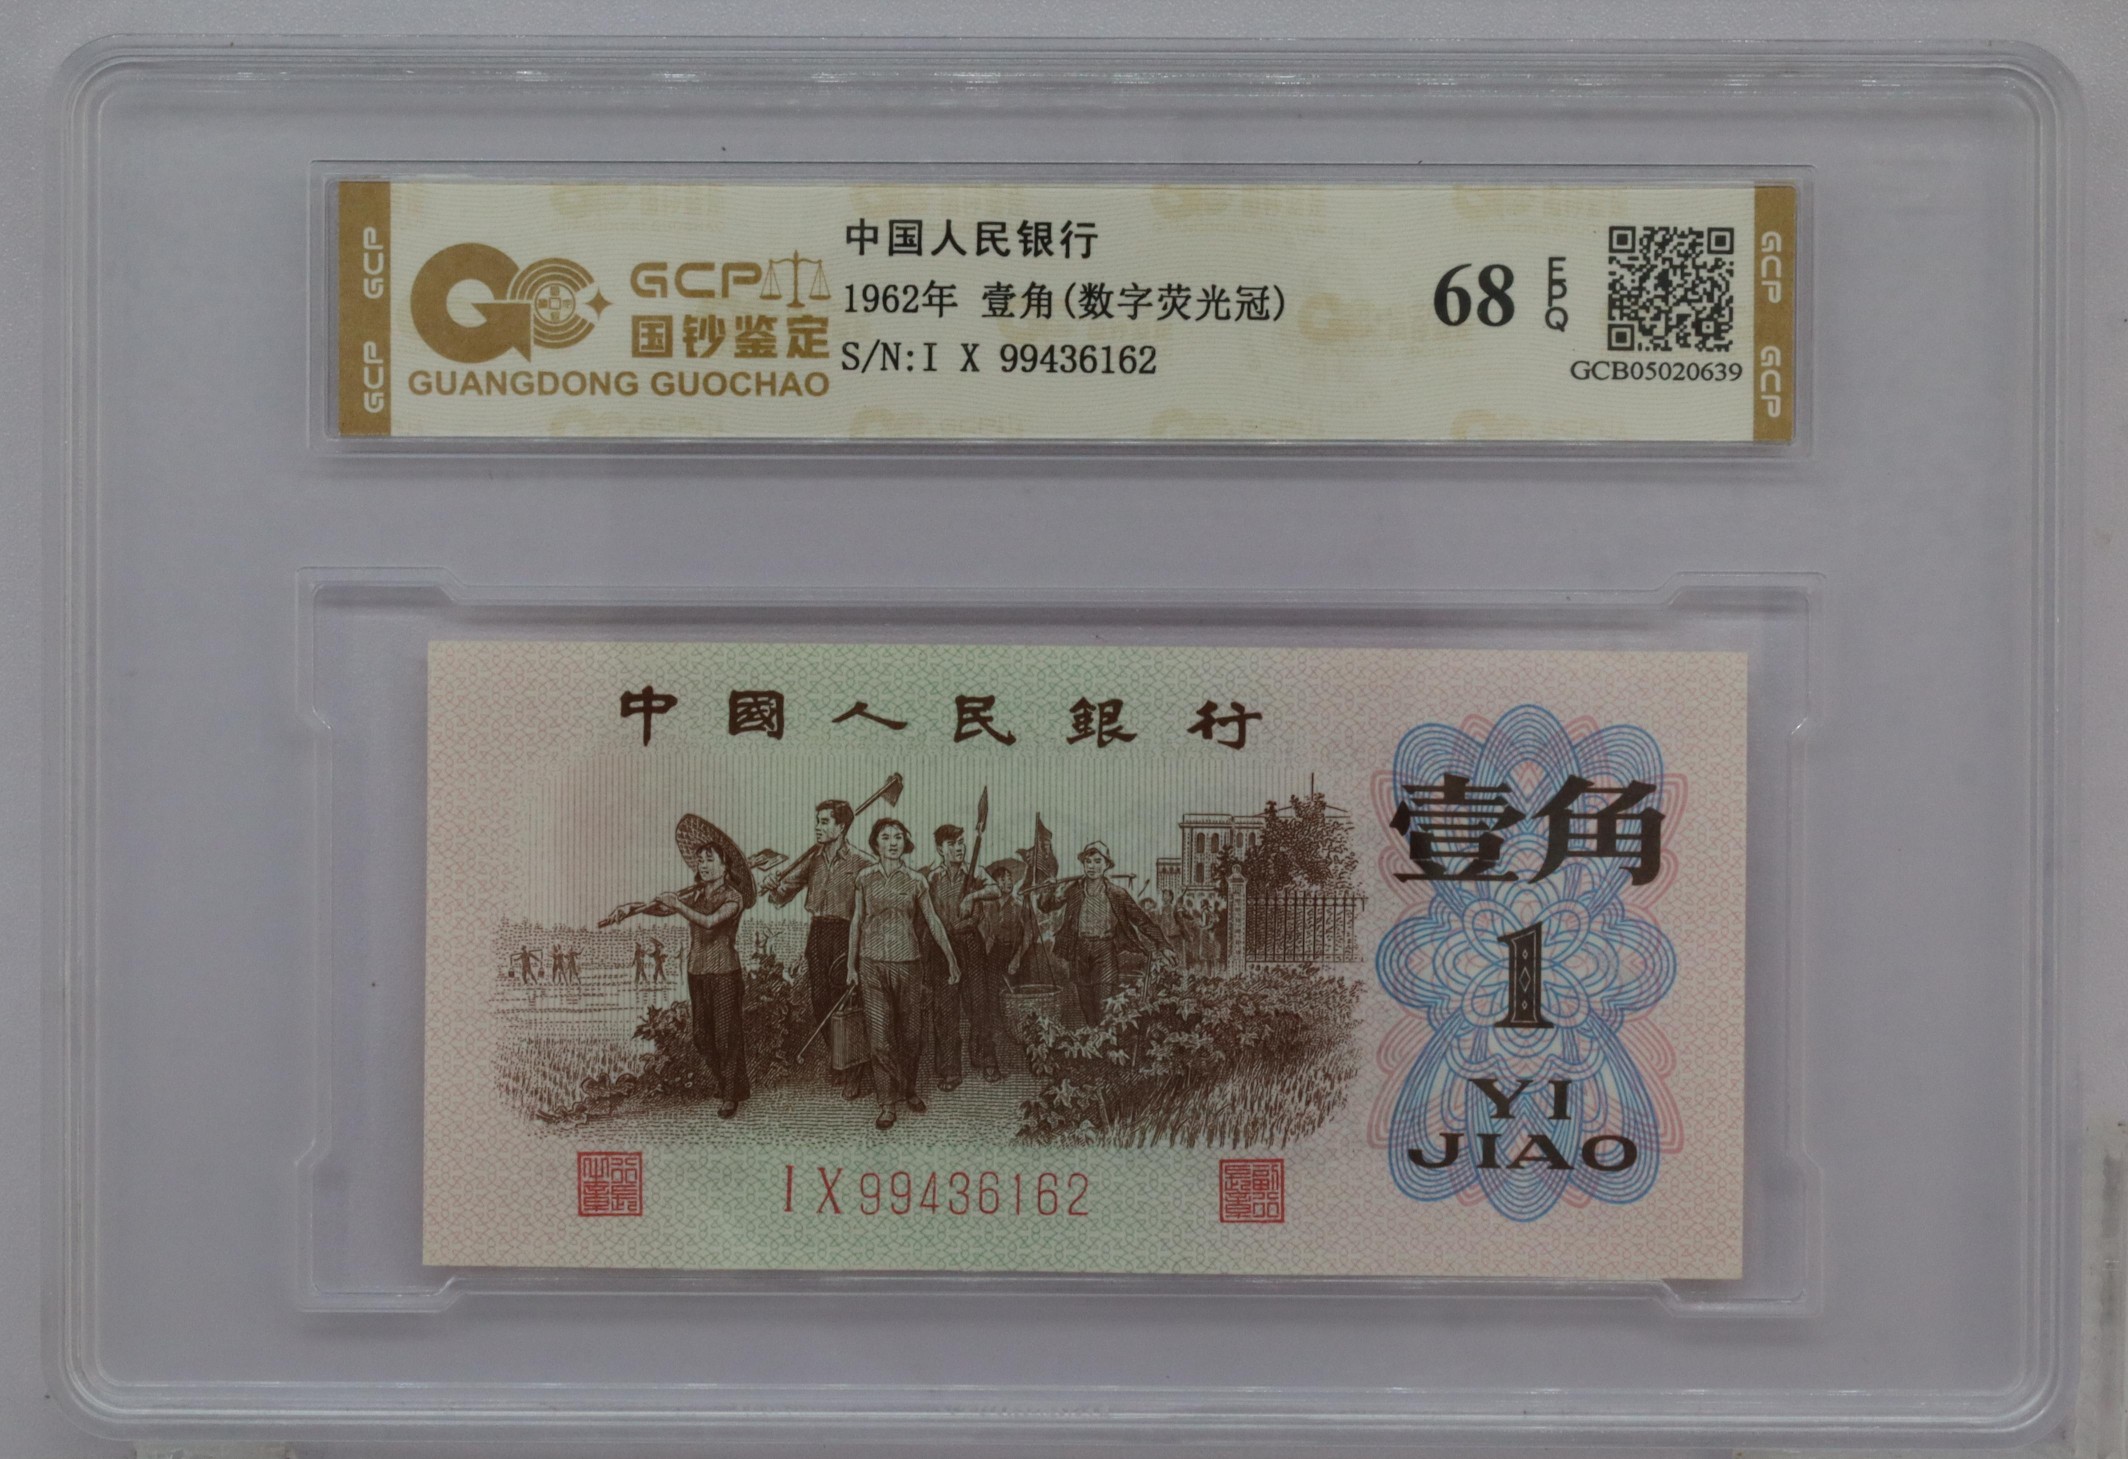 GCP
GCP
GCP
国钞鉴定
GUANGDONG GUOCHAO
中国人民银行
1962年 壹角(数字荧光冠)
S/N:I X 99436162
68
EPQ
GCB05020639
GCP
GCP
中國人民銀行
壹角
1
YI
JIAO
I X 99436162